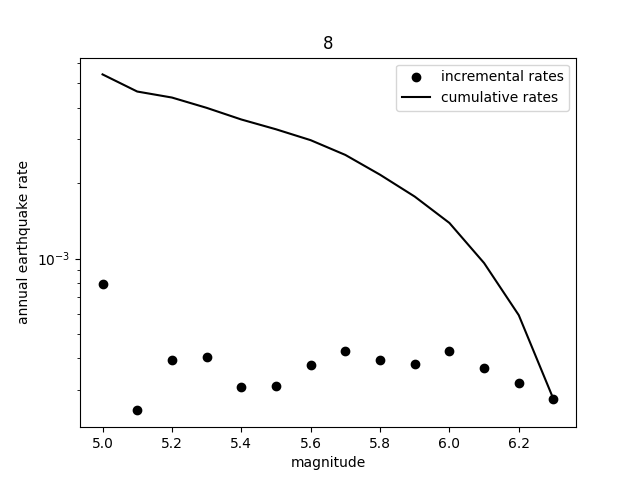 8
incremental rates
cumulative rates
annual earthquake rate
10⁻³
5.0 5.2 5.4 5.6 5.8 6.0 6.2
magnitude